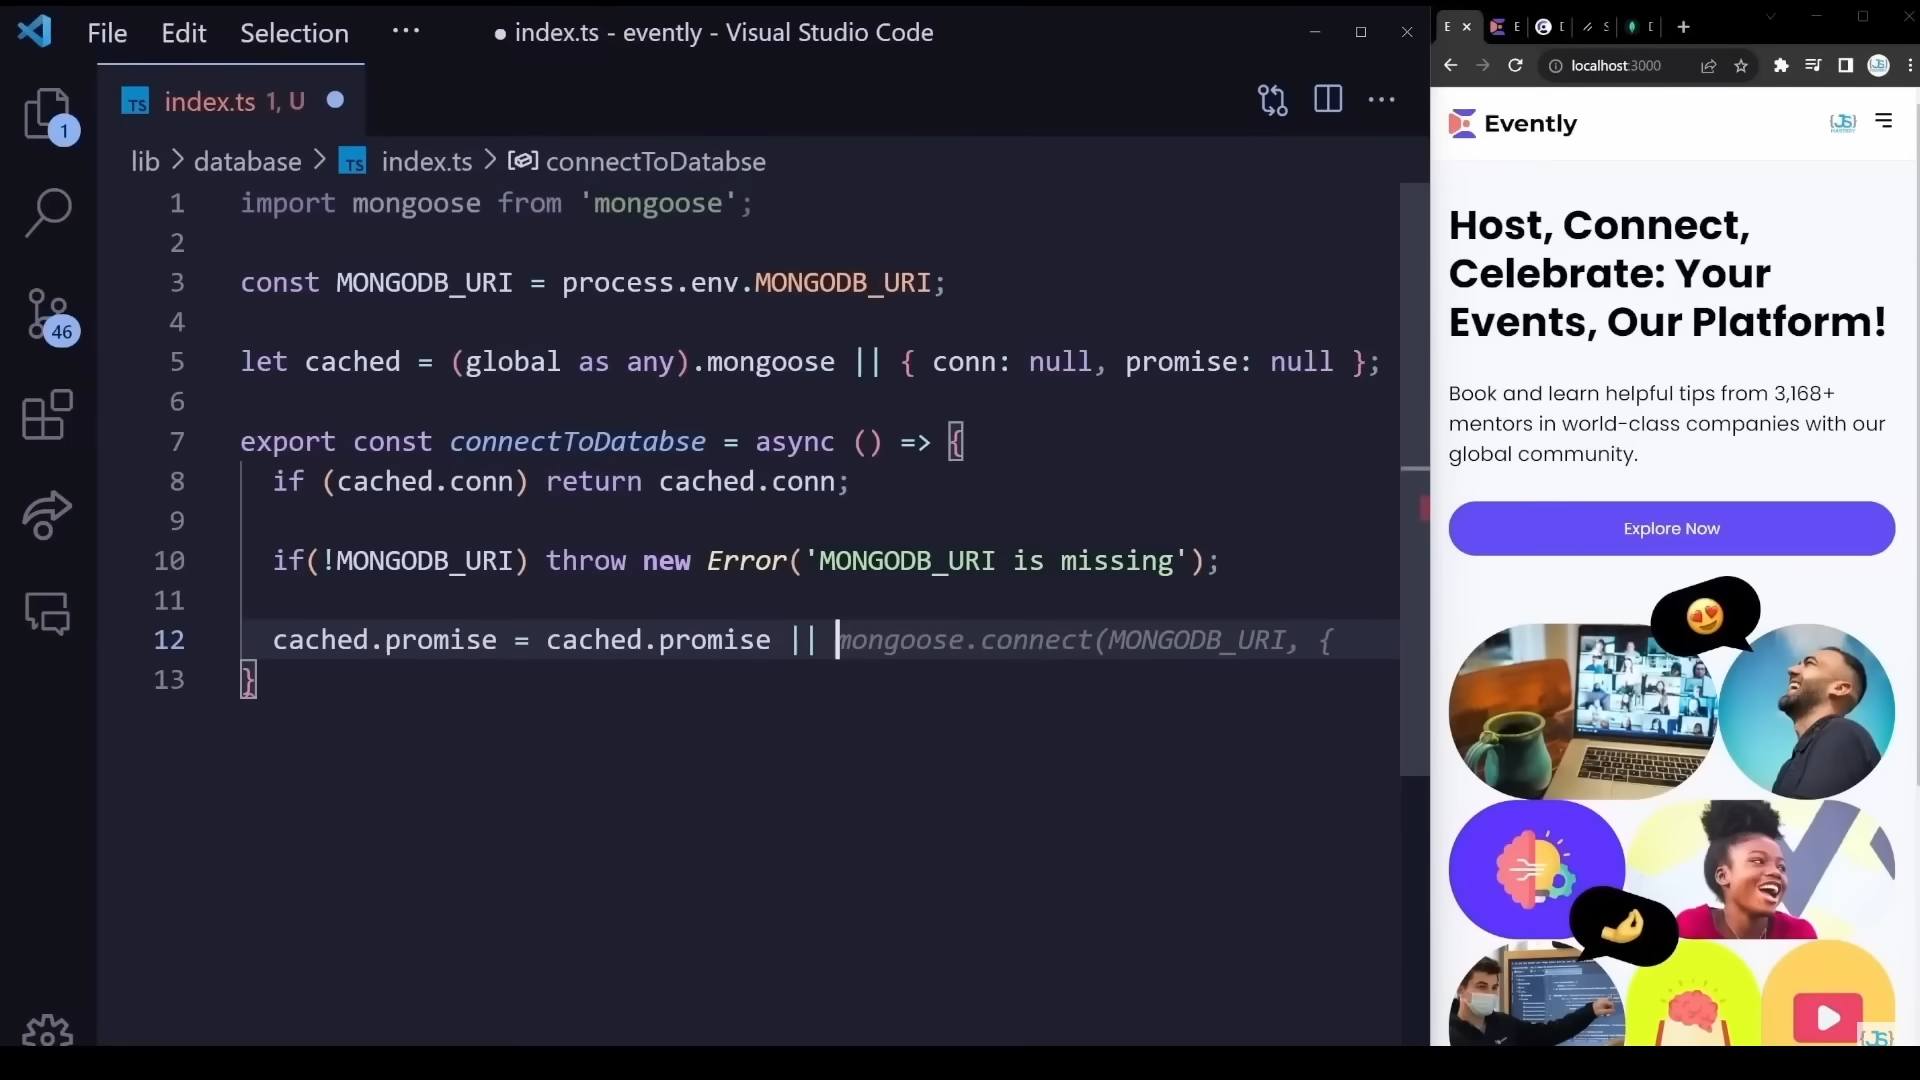 File Edit Selection ··· ● index.ts - evently - Visual Studio Code
TS index.ts 1, U
lib > database > TS index.ts > connectToDatabse
1 import mongoose from 'mongoose';
2
3 const MONGODB_URI = process.env.MONGODB_URI;
4
5 let cached = (global as any).mongoose || { conn: null, promise: null };
6
7 export const connectToDatabse = async () => {
8 if (cached.conn) return cached.conn;
9
10 if(!MONGODB_URI) throw new Error('MONGODB_URI is missing');
11
12 cached.promise = cached.promise || mongoose.connect(MONGODB_URI, {
13 }
1
46
E E
localhost:3000
Evently
JS
Host, Connect,
Celebrate: Your
Events, Our Platform!
Book and learn helpful tips from 3,168+
mentors in world-class companies with our
global community.
Explore Now
JS